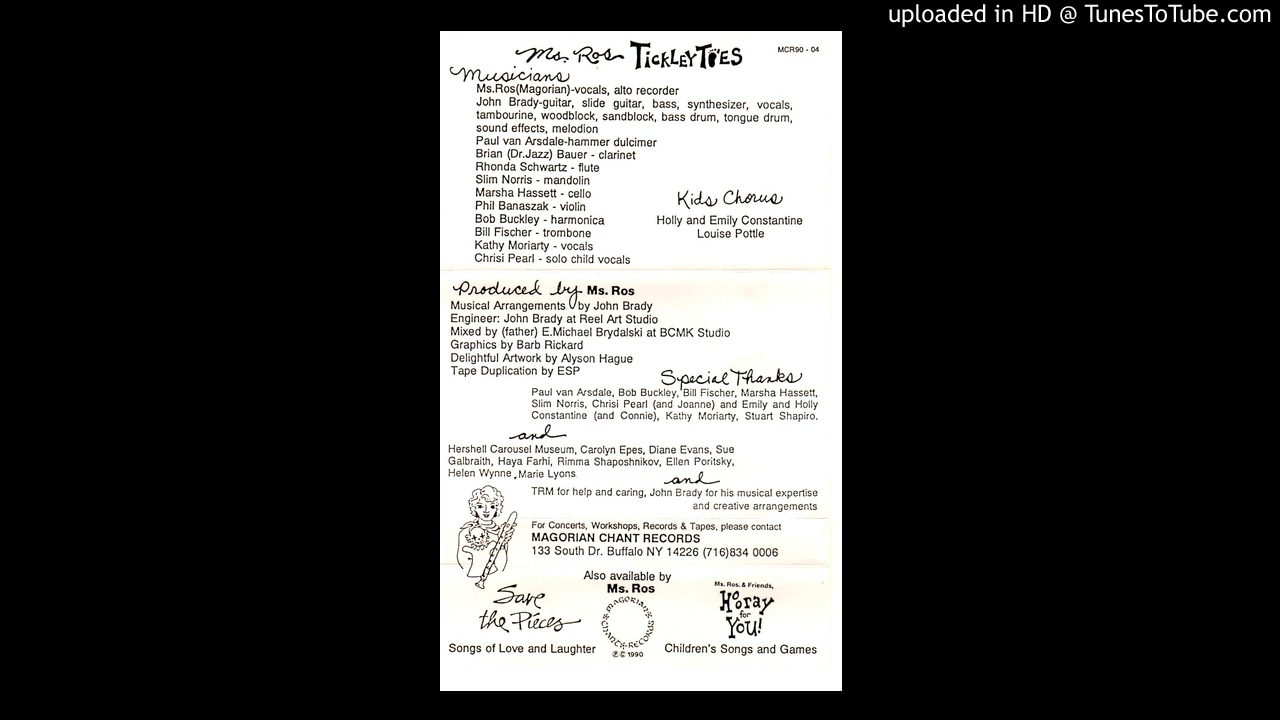 uploaded in HD @ TunesToTube.com
Ms. Ros TICKLEYTOES
MCR90 - 04
Musicians
Ms.Ros(Magorian)-vocals, alto recorder
John Brady-guitar, slide guitar, bass, synthesizer, vocals,
tambourine, woodblock, sandblock, bass drum, tongue drum,
sound effects, melodion
Paul van Arsdale-hammer dulcimer
Brian (Dr.Jazz) Bauer - clarinet
Rhonda Schwartz - flute
Slim Norris - mandolin
Marsha Hassett - cello
Phil Banaszak - violin
Bob Buckley - harmonica
Bill Fischer - trombone
Kathy Moriarty - vocals
Chrisi Pearl - solo child vocals
Kids Chorus
Holly and Emily Constantine
Louise Pottle
Produced by Ms. Ros
Musical Arrangements by John Brady
Engineer: John Brady at Reel Art Studio
Mixed by (father) E.Michael Brydalski at BCMK Studio
Graphics by Barb Rickard
Delightful Artwork by Alyson Hague
Tape Duplication by ESP
Special Thanks
Paul van Arsdale, Bob Buckley, Bill Fischer, Marsha Hassett,
Slim Norris, Chrisi Pearl (and Joanne) and Emily and Holly
Constantine (and Connie), Kathy Moriarty, Stuart Shapiro.
and
Hershell Carousel Museum, Carolyn Epes, Diane Evans, Sue
Galbraith, Haya Farhi, Rimma Shaposhnikov, Ellen Poritsky,
Helen Wynne, Marie Lyons
and
TRM for help and caring, John Brady for his musical expertise
and creative arrangements
For Concerts, Workshops, Records & Tapes, please contact
MAGORIAN CHANT RECORDS
133 South Dr. Buffalo NY 14226 (716)834 0006
Also available by
Ms. Ros
Save
the Pieces
Songs of Love and Laughter
MAGORIAN CHANT RECORDS
℗ © 1990
Ms. Ros. & Friends,
Hooray
for
You!
Children's Songs and Games